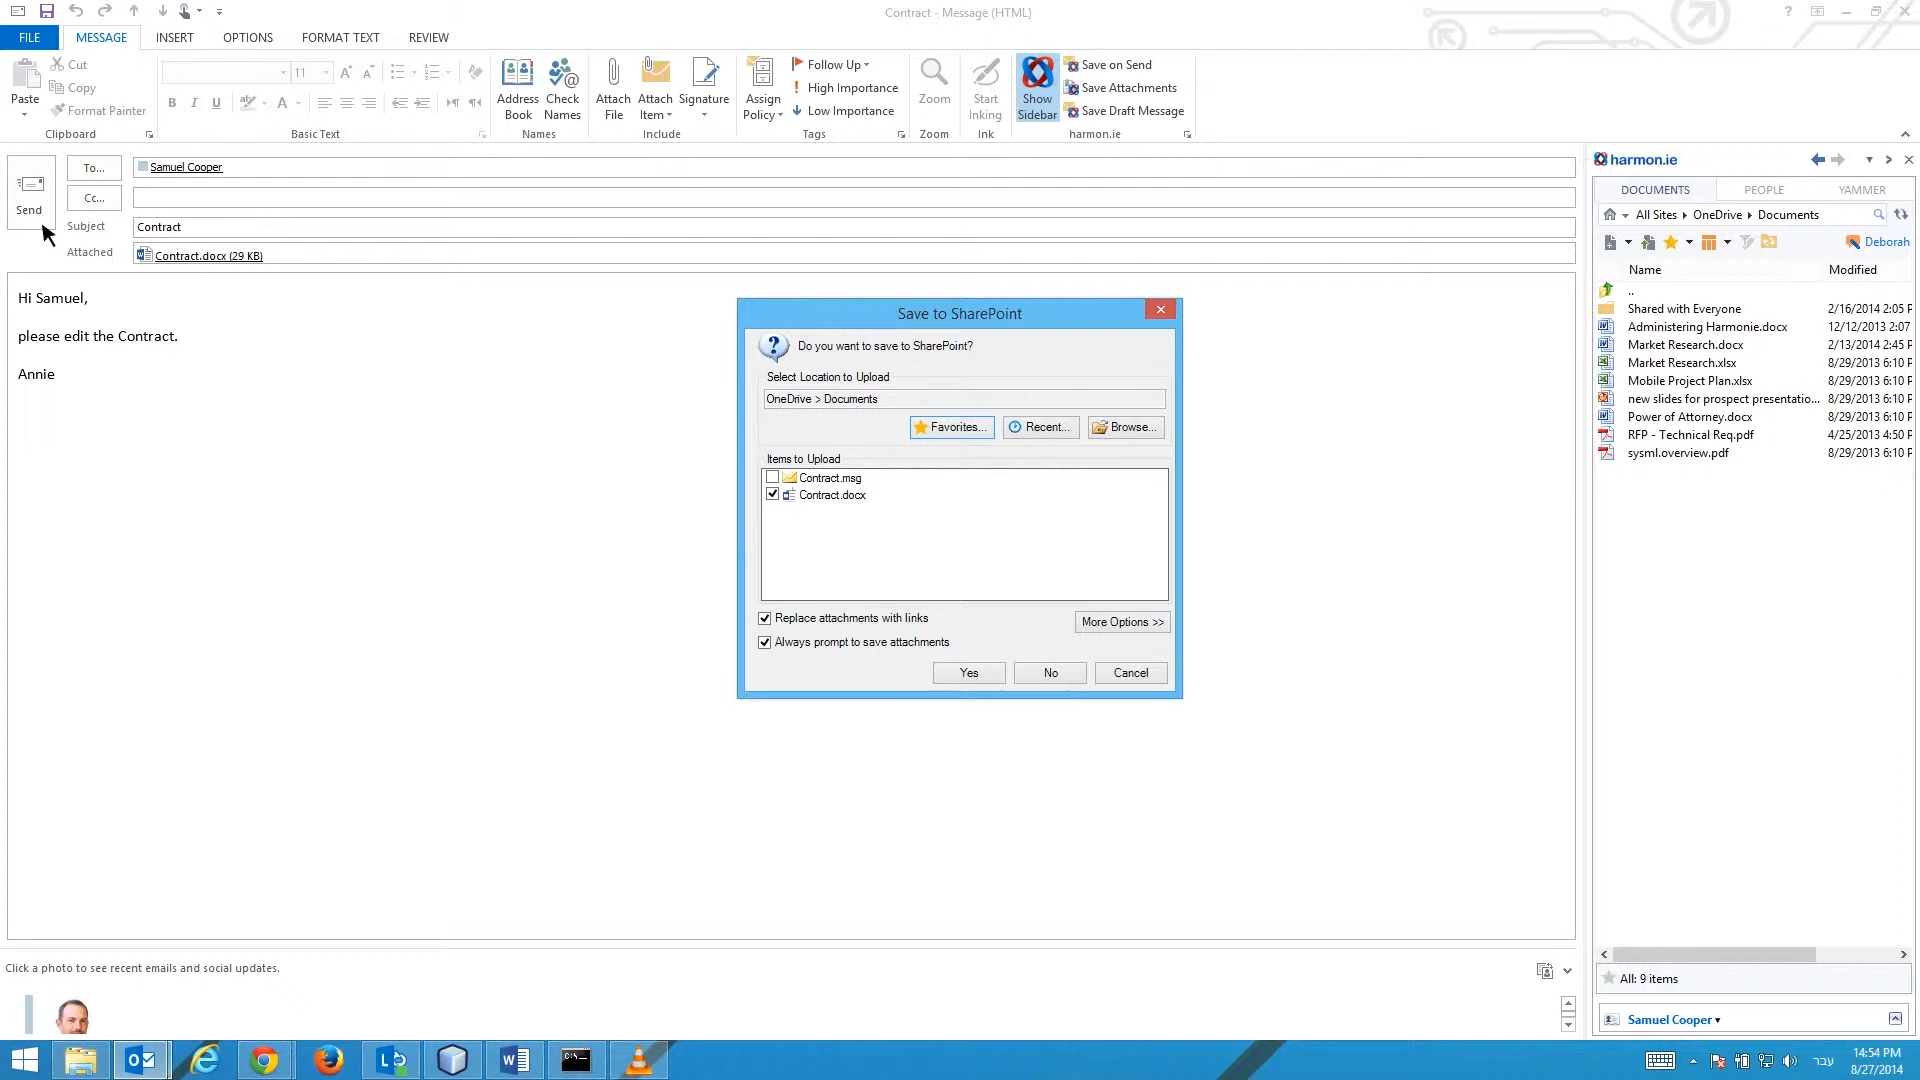 Contract - Message (HTML)
FILE MESSAGE INSERT OPTIONS FORMAT TEXT REVIEW
Paste
Cut
Copy
Format Painter
Clipboard
11
B I U
Basic Text
Address Book
Check Names
Names
Attach File
Attach Item
Signature
Include
Assign Policy
Follow Up
High Importance
Low Importance
Tags
Zoom
Zoom
Start Inking
Ink
Show Sidebar
Save on Send
Save Attachments
Save Draft Message
harmon.ie
Send
To... Samuel Cooper
Cc...
Subject Contract
Attached Contract.docx (29 KB)
Hi Samuel,
please edit the Contract.
Annie
Save to SharePoint
Do you want to save to SharePoint?
Select Location to Upload
OneDrive > Documents
Favorites... Recent... Browse...
Items to Upload
Contract.msg
Contract.docx
Replace attachments with links
More Options >>
Always prompt to save attachments
Yes No Cancel
harmon.ie
DOCUMENTS PEOPLE YAMMER
All Sites OneDrive Documents
Deborah
Name Modified
..
Shared with Everyone 2/16/2014 2:05 P
Administering Harmonie.docx 12/12/2013 2:07
Market Research.docx 2/13/2014 2:45 P
Market Research.xlsx 8/29/2013 6:10 P
Mobile Project Plan.xlsx 8/29/2013 6:10 P
new slides for prospect presentatio... 8/29/2013 6:10 P
Power of Attorney.docx 8/29/2013 6:10 P
RFP - Technical Req.pdf 4/25/2013 4:50 P
sysml.overview.pdf 8/29/2013 6:10 P
All: 9 items
Samuel Cooper
Click a photo to see recent emails and social updates.
עבר
14:54 PM
8/27/2014